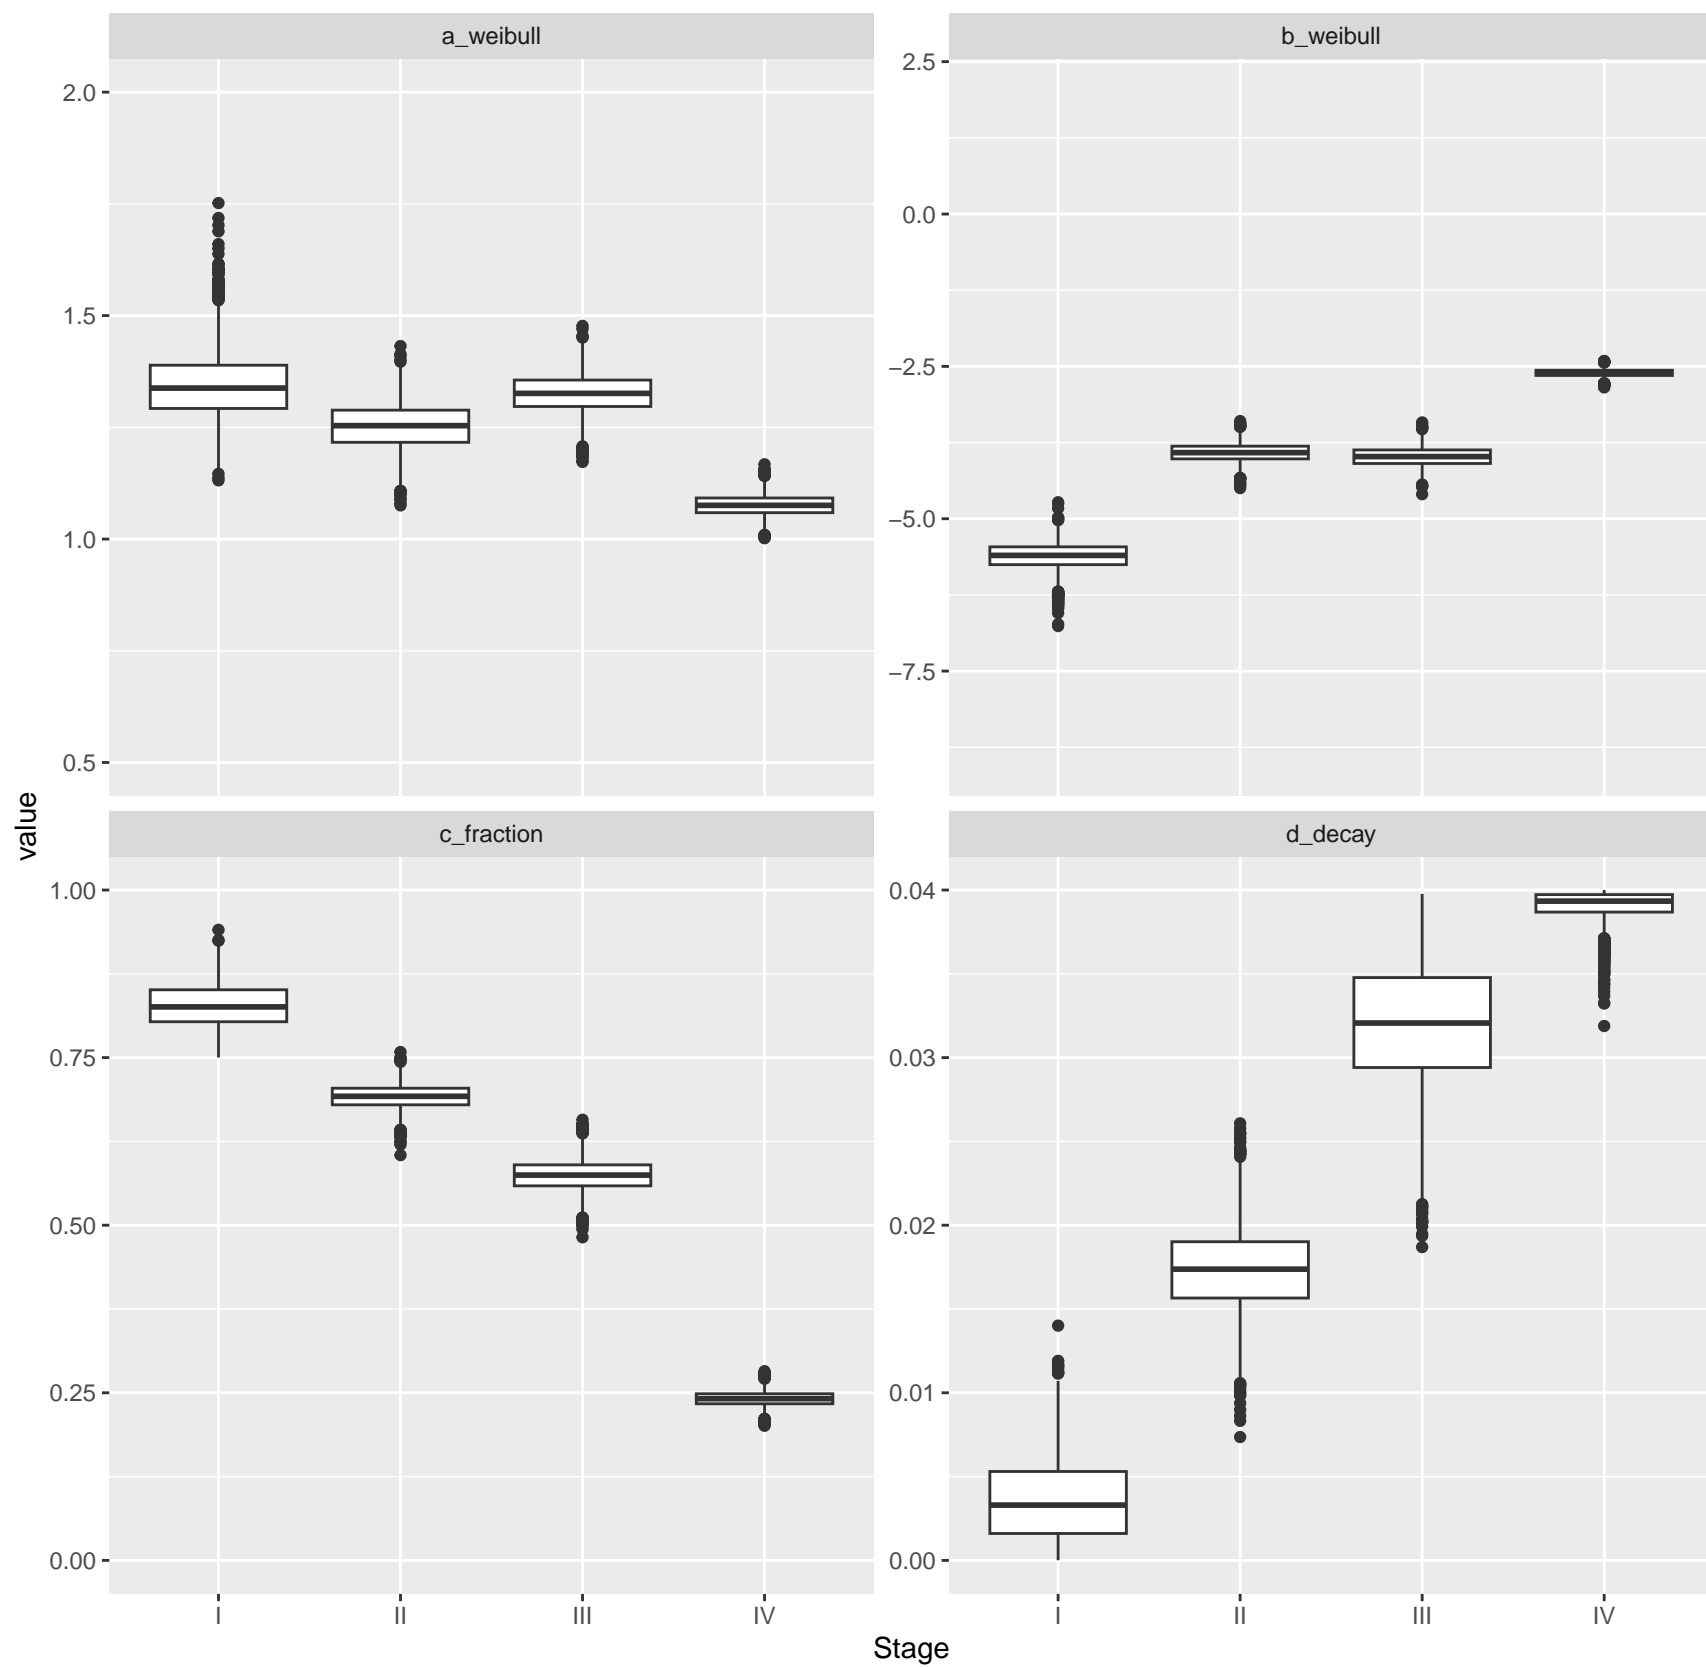 a_weibull
b_weibull
2.0
1.5
1.0
0.5
2.5
0.0
−2.5
−5.0
−7.5
value
c_fraction
d_decay
1.00
0.75
0.50
0.25
0.00
0.04
0.03
0.02
0.01
0.00
I II III IV
I II III IV
Stage